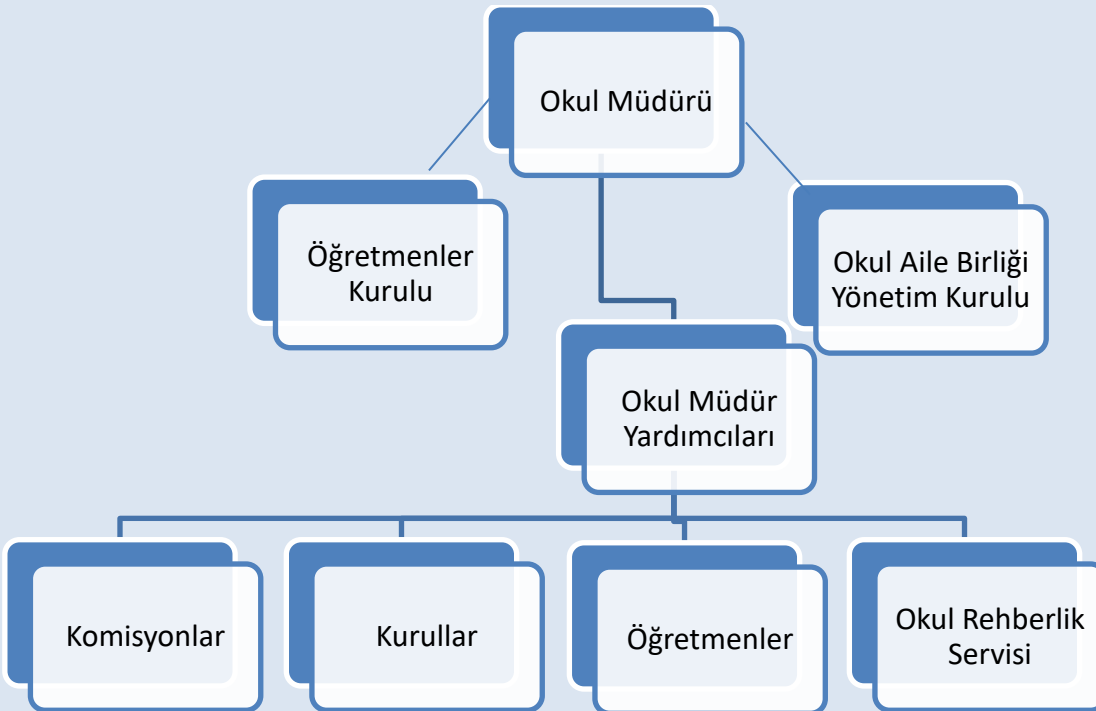 Okul Müdürü
Öğretmenler
Kurulu
Okul Aile Birliği
Yönetim Kurulu
Okul Müdür
Yardımcıları
Komisyonlar
Kurullar
Öğretmenler
Okul Rehberlik
Servisi